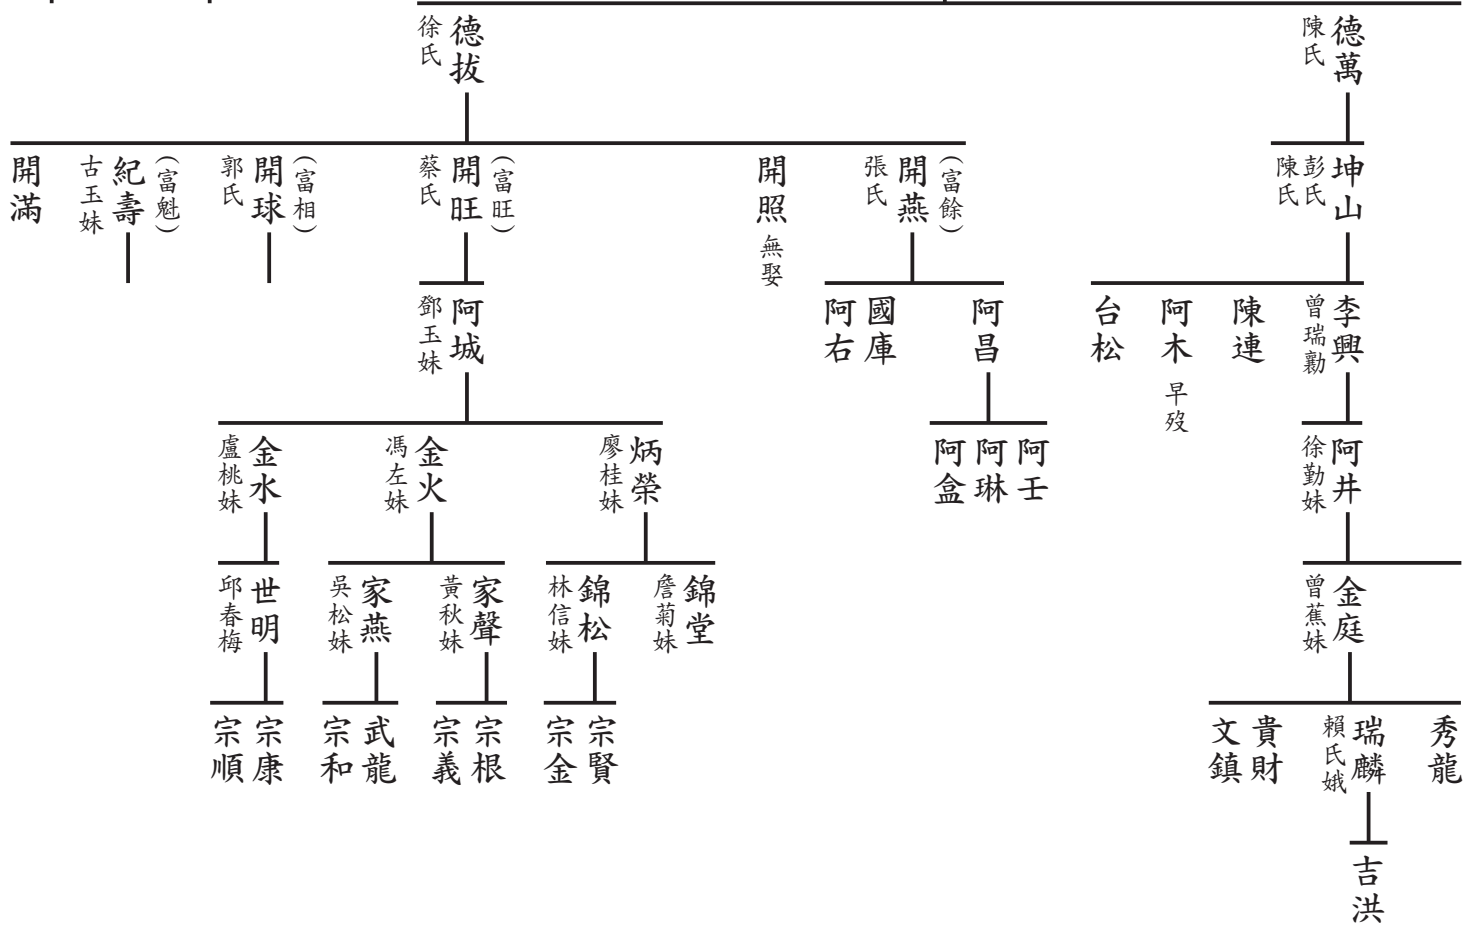 德萬
陳氏
德拔
徐氏
坤山
彭氏
陳氏
(富餘)
開燕
張氏
開照 無娶
(富旺)
開旺
蔡氏
(富相)
開球
郭氏
(富魁)
紀壽
古玉妹
開滿
李興
曾瑞勷
陳連
阿木 早歿
台松
阿昌
國庫
阿右
阿城
鄧玉妹
阿井
徐勤妹
阿壬
阿琳
阿盒
炳榮
廖桂妹
金火
馮左妹
金水
盧桃妹
金庭
曾蕉妹
錦堂
詹菊妹
錦松
林信妹
家聲
黃秋妹
家燕
吳松妹
世明
邱春梅
秀龍
瑞麟
賴氏娥
貴財
文鎮
宗賢
宗金
宗根
宗義
武龍
宗和
宗康
宗順
吉洪